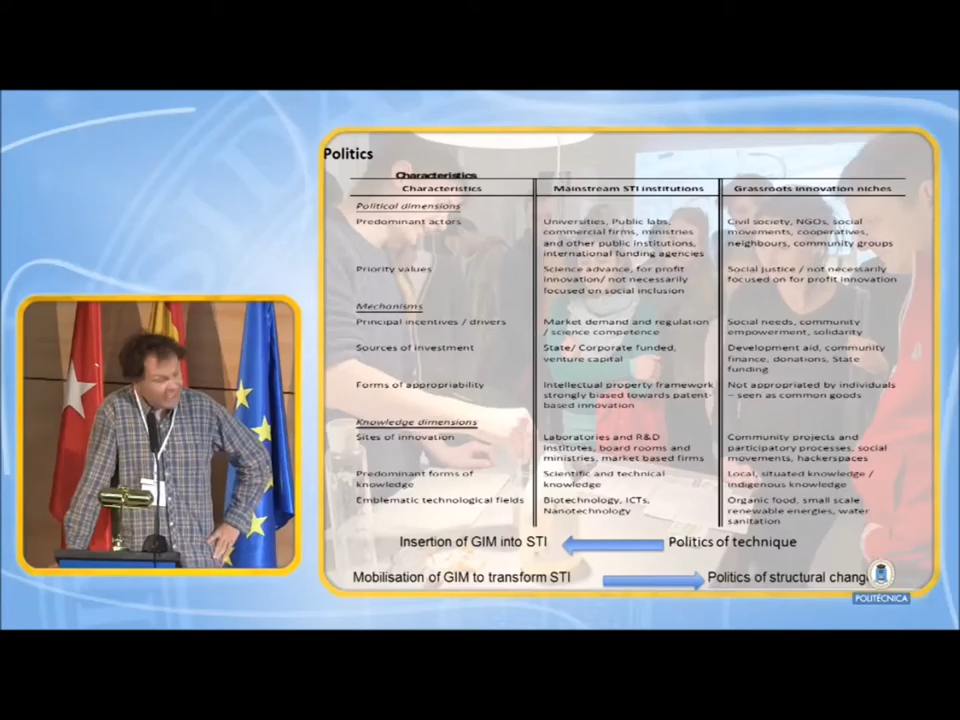 Politics
Characteristics
Characteristics Mainstream STI institutions Grassroots innovation niches
Political dimensions
Predominant actors
Universities, Public labs,
commercial firms, ministries
and other public institutions,
international funding agencies
Civil society, NGOs, social
movements, cooperatives,
neighbours, community groups
Priority values
Science advance, for profit
innovation/ not necessarily
focused on social inclusion
Social justice / not necessarily
focused on for profit innovation
Mechanisms
Principal incentives / drivers
Market demand and regulation
/ science competence
Social needs, community
empowerment, solidarity
Sources of investment
State/ Corporate funded,
venture capital
Development aid, community
finance, donations, State
funding
Forms of appropriability
Intellectual property framework
strongly biased towards patent-
based innovation
Not appropriated by individuals
– seen as common goods
Knowledge dimensions
Sites of innovation
Laboratories and R&D
institutes, board rooms and
ministries, market based firms
Community projects and
participatory processes, social
movements, hackerspaces
Predominant forms of
knowledge
Scientific and technical
knowledge
Local, situated knowledge /
indigenous knowledge
Emblematic technological fields
Biotechnology, ICTs,
Nanotechnology
Organic food, small scale
renewable energies, water
sanitation
Insertion of GIM into STI Politics of technique
Mobilisation of GIM to transform STI Politics of structural chang
POLITÉCNICA